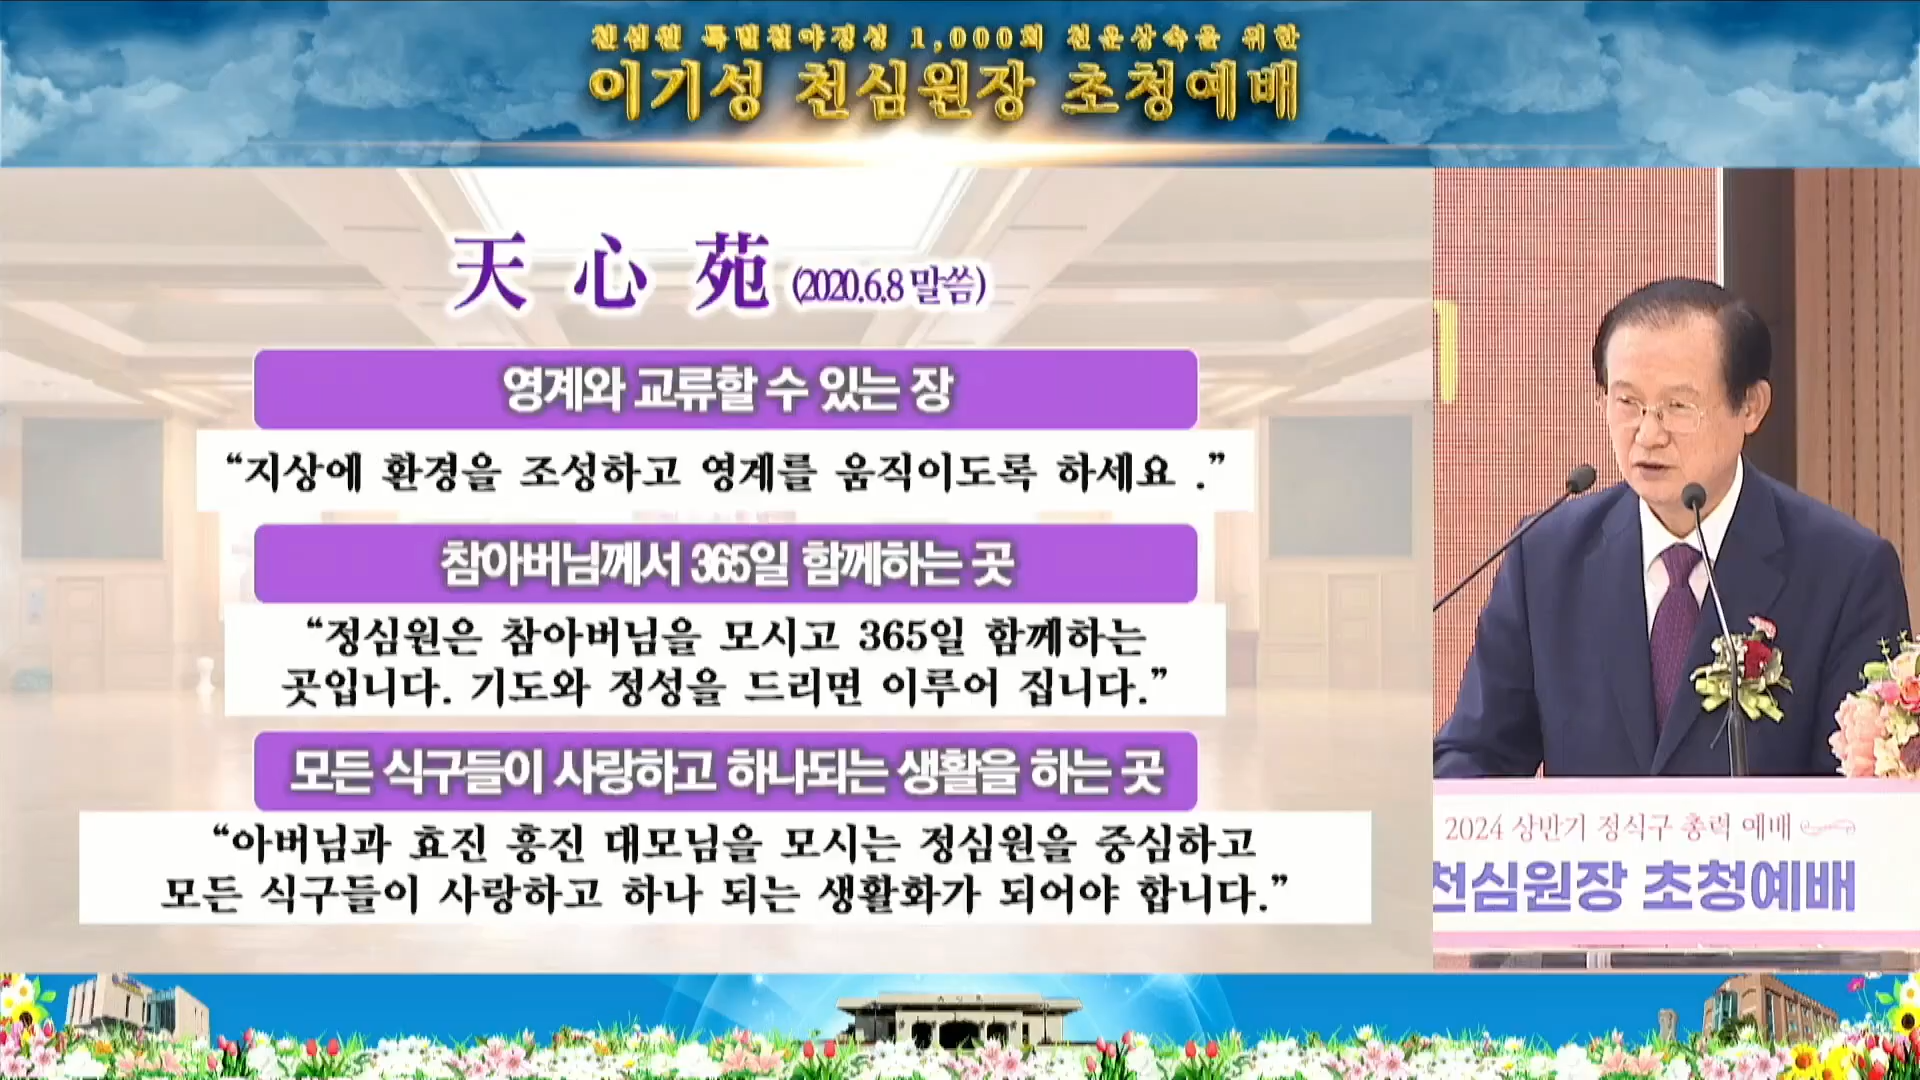 천심원 특별철야정성 1,000회 천운상속을 위한
이기성 천심원장 초청예배
天心苑 (2020.6.8 말씀)
영계와 교류할 수 있는 장
“지상에 환경을 조성하고 영계를 움직이도록 하세요 .”
참아버님께서 365일 함께하는 곳
“정심원은 참아버님을 모시고 365일 함께하는
곳입니다. 기도와 정성을 드리면 이루어 집니다.”
모든 식구들이 사랑하고 하나되는 생활을 하는 곳
“아버님과 효진 흥진 대모님을 모시는 정심원을 중심하고
모든 식구들이 사랑하고 하나 되는 생활화가 되어야 합니다.”
2024 상반기 정식구 총력 예배
천심원장 초청예배